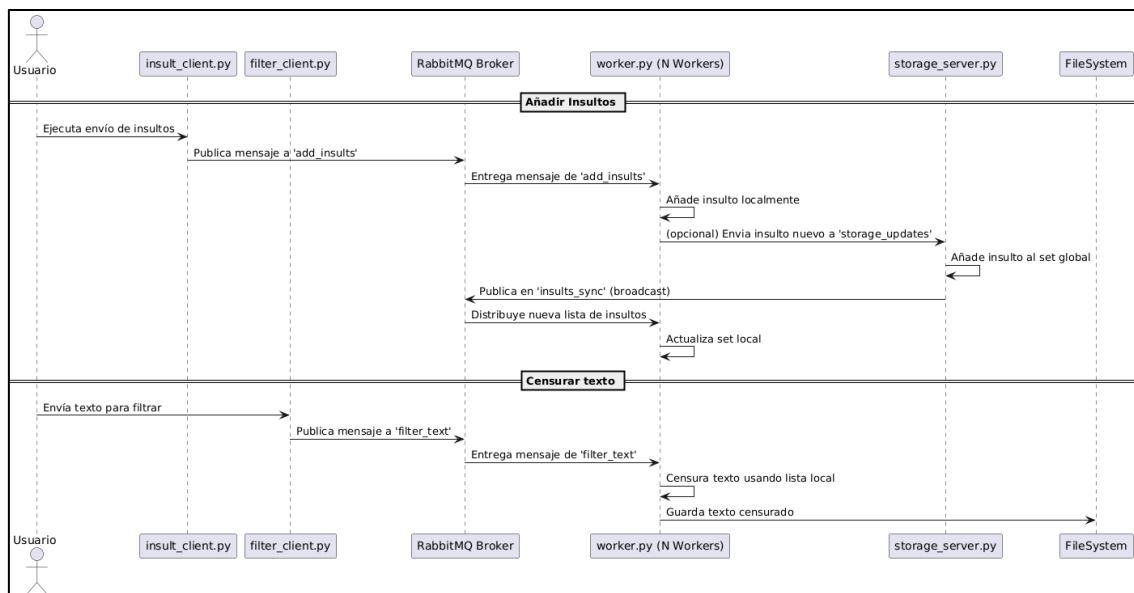 Usuario
insult_client.py
filter_client.py
RabbitMQ Broker
worker.py (N Workers)
storage_server.py
FileSystem
Añadir Insultos
Ejecuta envío de insultos
Publica mensaje a 'add_insults'
Entrega mensaje de 'add_insults'
Añade insulto localmente
(opcional) Envia insulto nuevo a 'storage_updates'
Añade insulto al set global
Publica en 'insults_sync' (broadcast)
Distribuye nueva lista de insultos
Actualiza set local
Censurar texto
Envía texto para filtrar
Publica mensaje a 'filter_text'
Entrega mensaje de 'filter_text'
Censura texto usando lista local
Guarda texto censurado
Usuario
insult_client.py
filter_client.py
RabbitMQ Broker
worker.py (N Workers)
storage_server.py
FileSystem